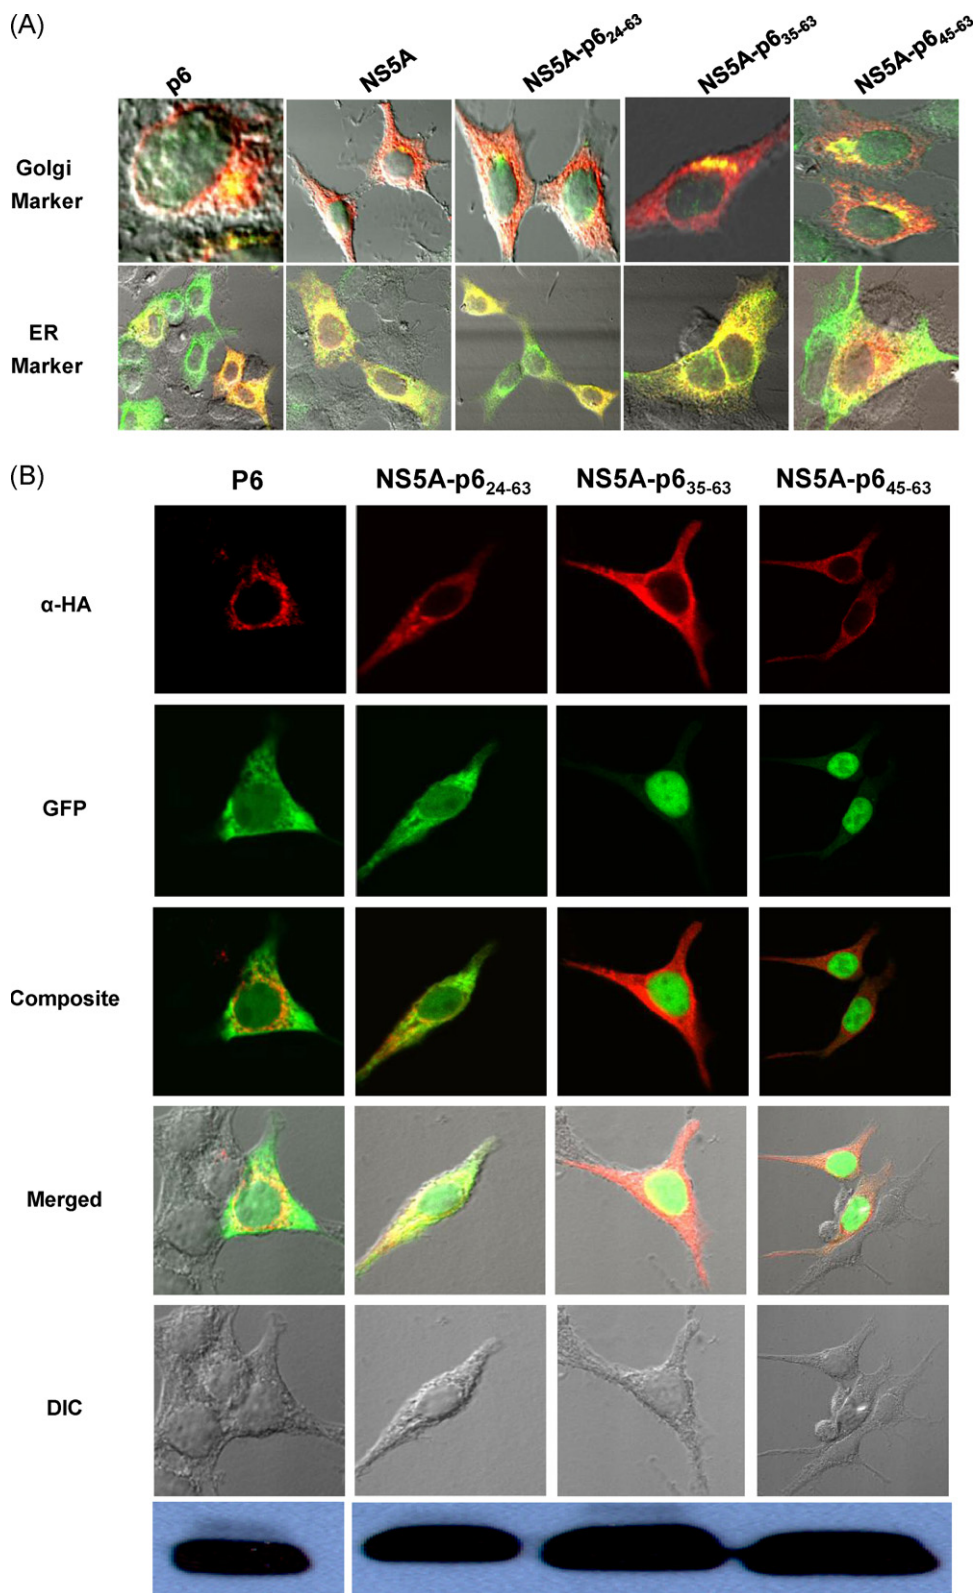 (A)
p6
NS5A
NS5A-p6₂₄₋₆₃
NS5A-p6₃₅₋₆₃
NS5A-p6₄₅₋₆₃
Golgi
Marker
ER
Marker
(B)
P6
NS5A-p6₂₄₋₆₃
NS5A-p6₃₅₋₆₃
NS5A-p6₄₅₋₆₃
α-HA
GFP
Composite
Merged
DIC